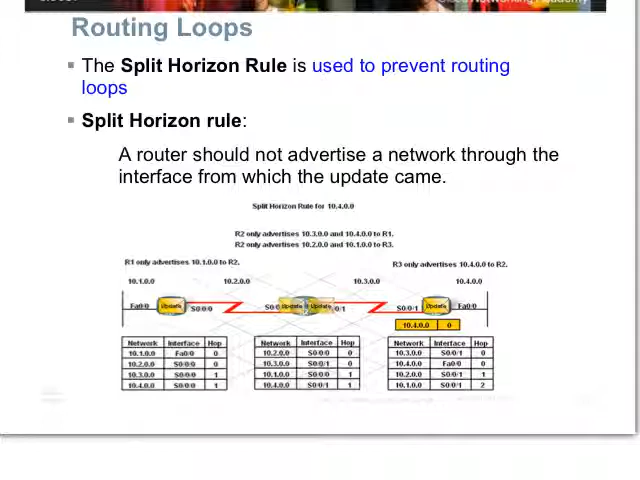 Networking Academy
Routing Loops
The Split Horizon Rule is used to prevent routing
loops
Split Horizon rule:
A router should not advertise a network through the
interface from which the update came.
Split Horizon Rule for 10.4.0.0
R2 only advertises 10.3.0.0 and 10.4.0.0 to R1.
R2 only advertises 10.2.0.0 and 10.1.0.0 to R3.
R1 only advertises 10.1.0.0 to R2.
R3 only advertises 10.4.0.0 to R2.
10.1.0.0 10.2.0.0 10.3.0.0 10.4.0.0
Fa0/0 Update S0/0/0 Update Update 0/1 S0/0/1 Update Fa0/0
10.4.0.0 0
Network Interface Hop Network Interface Hop Network Interface Hop
10.1.0.0 Fa0/0 0 10.2.0.0 S0/0/0 0 10.3.0.0 S0/0/1 0
10.2.0.0 S0/0/0 0 10.3.0.0 S0/0/1 0 10.4.0.0 Fa0/0 0
10.3.0.0 S0/0/0 1 10.1.0.0 S0/0/0 1 10.2.0.0 S0/0/1 1
10.4.0.0 S0/0/0 1 10.4.0.0 S0/0/1 1 10.1.0.0 S0/0/1 2